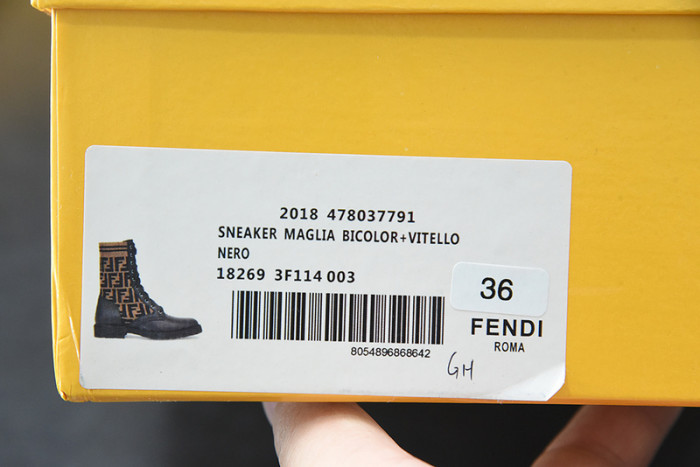 2018 478037791
SNEAKER MAGLIA BICOLOR+VITELLO
NERO
18269 3F114 003
36
FENDI
ROMA
8054896868642
GH